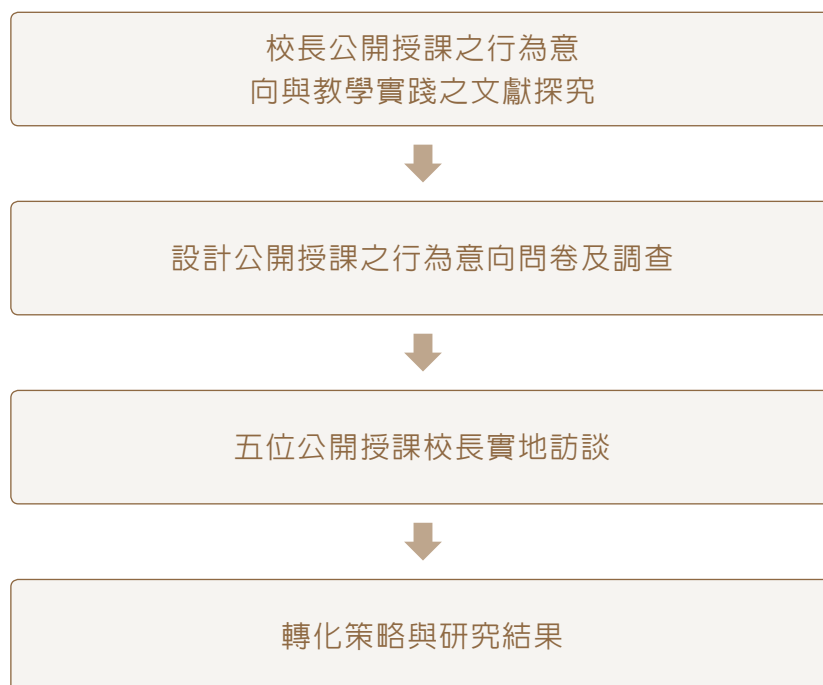 校長公開授課之行為意
向與教學實踐之文獻探究
設計公開授課之行為意向問卷及調查
五位公開授課校長實地訪談
轉化策略與研究結果